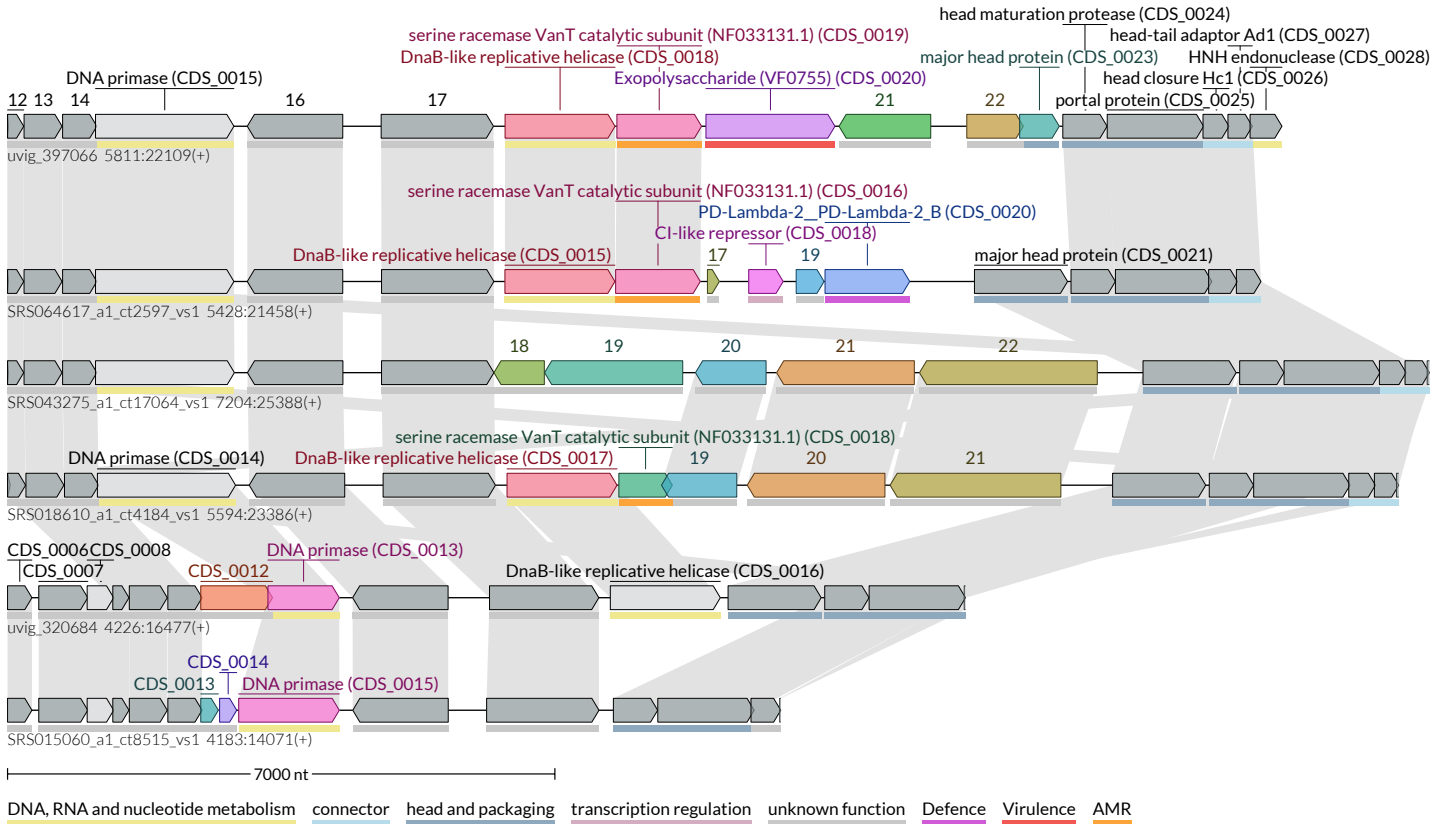 head maturation protease (CDS_0024)
serine racemase VanT catalytic subunit (NF033131.1) (CDS_0019)
head-tail adaptor Ad1 (CDS_0027)
DnaB-like replicative helicase (CDS_0018)
major head protein (CDS_0023)
HNH endonuclease (CDS_0028)
DNA primase (CDS_0015)
Exopolysaccharide (VF0755) (CDS_0020)
head closure Hc1 (CDS_0026)
12 13 14 16 17 21 22
portal protein (CDS_0025)
uvig_397066 5811:22109(+)
serine racemase VanT catalytic subunit (NF033131.1) (CDS_0016)
PD-Lambda-2__PD-Lambda-2_B (CDS_0020)
CI-like repressor (CDS_0018)
DnaB-like replicative helicase (CDS_0015)
17 19
major head protein (CDS_0021)
SRS064617_a1_ct2597_vs1 5428:21458(+)
18 19 20 21 22
SRS043275_a1_ct17064_vs1 7204:25388(+)
serine racemase VanT catalytic subunit (NF033131.1) (CDS_0018)
DNA primase (CDS_0014)
DnaB-like replicative helicase (CDS_0017)
19 20 21
SRS018610_a1_ct4184_vs1 5594:23386(+)
CDS_0006 CDS_0008
DNA primase (CDS_0013)
CDS_0007
CDS_0012
DnaB-like replicative helicase (CDS_0016)
uvig_320684 4226:16477(+)
CDS_0014
CDS_0013
DNA primase (CDS_0015)
SRS015060_a1_ct8515_vs1 4183:14071(+)
7000 nt
DNA, RNA and nucleotide metabolism connector head and packaging transcription regulation unknown function Defence Virulence AMR